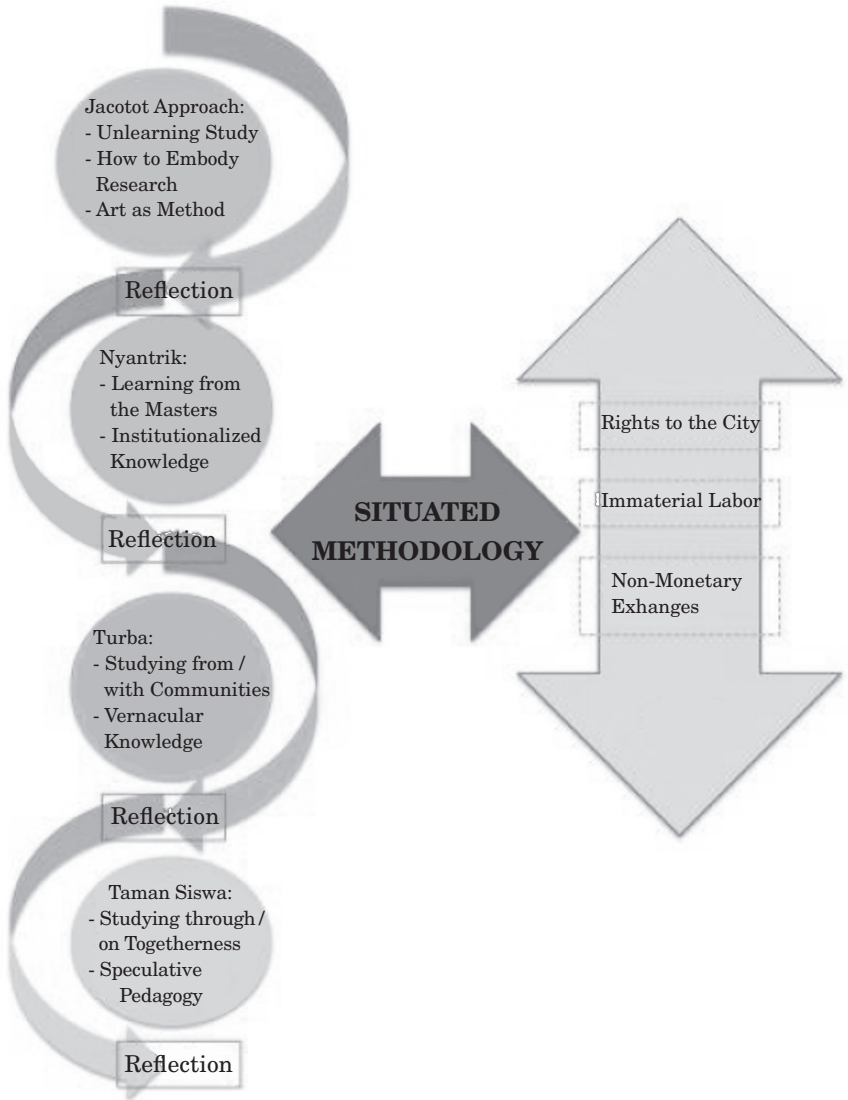 Jacotot Approach:
- Unlearning Study
- How to Embody
Research
- Art as Method
Reflection
Nyantrik:
- Learning from
the Masters
- Institutionalized
Knowledge
Reflection
Turba:
- Studying from /
with Communities
- Vernacular
Knowledge
Reflection
Taman Siswa:
- Studying through /
on Togetherness
- Speculative
Pedagogy
Reflection
SITUATED
METHODOLOGY
Rights to the City
Immaterial Labor
Non-Monetary
Exhanges